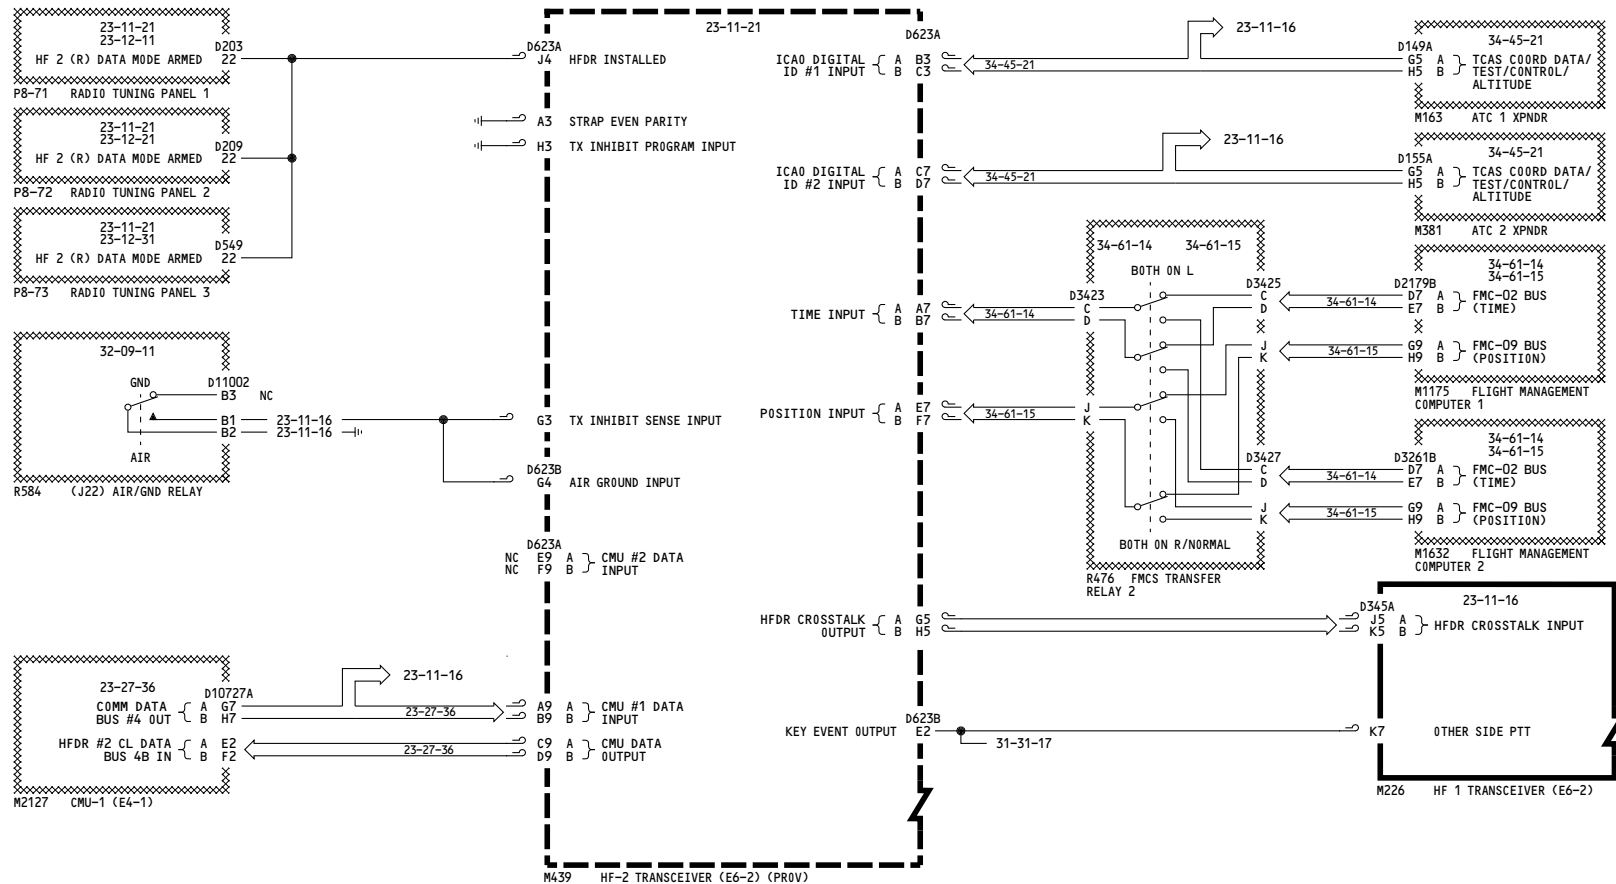 23-11-21
23-12-11
D203
HF 2 (R) DATA MODE ARMED 22
P8-71 RADIO TUNING PANEL 1
23-11-21
23-12-21
D209
HF 2 (R) DATA MODE ARMED 22
P8-72 RADIO TUNING PANEL 2
23-11-21
23-12-31
D549
HF 2 (R) DATA MODE ARMED 22
P8-73 RADIO TUNING PANEL 3
32-09-11
GND
D11002
B3 NC
B1 23-11-16
B2 23-11-16
AIR
R584 (J22) AIR/GND RELAY
23-27-36
D10727A
COMM DATA A G7
BUS #4 OUT B H7
HFDR #2 CL DATA A E2
BUS 4B IN B F2
M2127 CMU-1 (E4-1)
23-11-16
23-27-36
23-27-36
23-11-21
D623A
J4 HFDR INSTALLED
A3 STRAP EVEN PARITY
H3 TX INHIBIT PROGRAM INPUT
G3 TX INHIBIT SENSE INPUT
D623B
G4 AIR GROUND INPUT
D623A
NC E9 A CMU #2 DATA
NC F9 B INPUT
A9 A CMU #1 DATA
B9 B INPUT
C9 A CMU DATA
D9 B OUTPUT
D623A
ICAO DIGITAL A B3
ID #1 INPUT B C3
ICAO DIGITAL A C7
ID #2 INPUT B D7
TIME INPUT A A7
B B7
POSITION INPUT A E7
B F7
HFDR CROSSTALK A G5
OUTPUT B H5
D623B
KEY EVENT OUTPUT E2
M439 HF-2 TRANSCEIVER (E6-2) (PROV)
34-45-21
23-11-16
34-45-21
23-11-16
34-61-14
34-61-15
31-31-17
34-61-14 34-61-15
BOTH ON L
D3423
C
D
J
K
D3425
C
D
J
K
D3427
C
D
J
K
BOTH ON R/NORMAL
R476 FMCS TRANSFER
RELAY 2
34-61-14
34-61-15
34-61-14
34-61-15
D149A
34-45-21
G5 A TCAS COORD DATA/
H5 B TEST/CONTROL/
ALTITUDE
M163 ATC 1 XPNDR
D155A
34-45-21
G5 A TCAS COORD DATA/
H5 B TEST/CONTROL/
ALTITUDE
M381 ATC 2 XPNDR
34-61-14
34-61-15
D2179B
D7 A FMC-02 BUS
E7 B (TIME)
G9 A FMC-09 BUS
H9 B (POSITION)
M1175 FLIGHT MANAGEMENT
COMPUTER 1
34-61-14
34-61-15
D3261B
D7 A FMC-02 BUS
E7 B (TIME)
G9 A FMC-09 BUS
H9 B (POSITION)
M1632 FLIGHT MANAGEMENT
COMPUTER 2
23-11-16
D345A
J5 A HFDR CROSSTALK INPUT
K5 B
K7 OTHER SIDE PTT
M226 HF 1 TRANSCEIVER (E6-2)